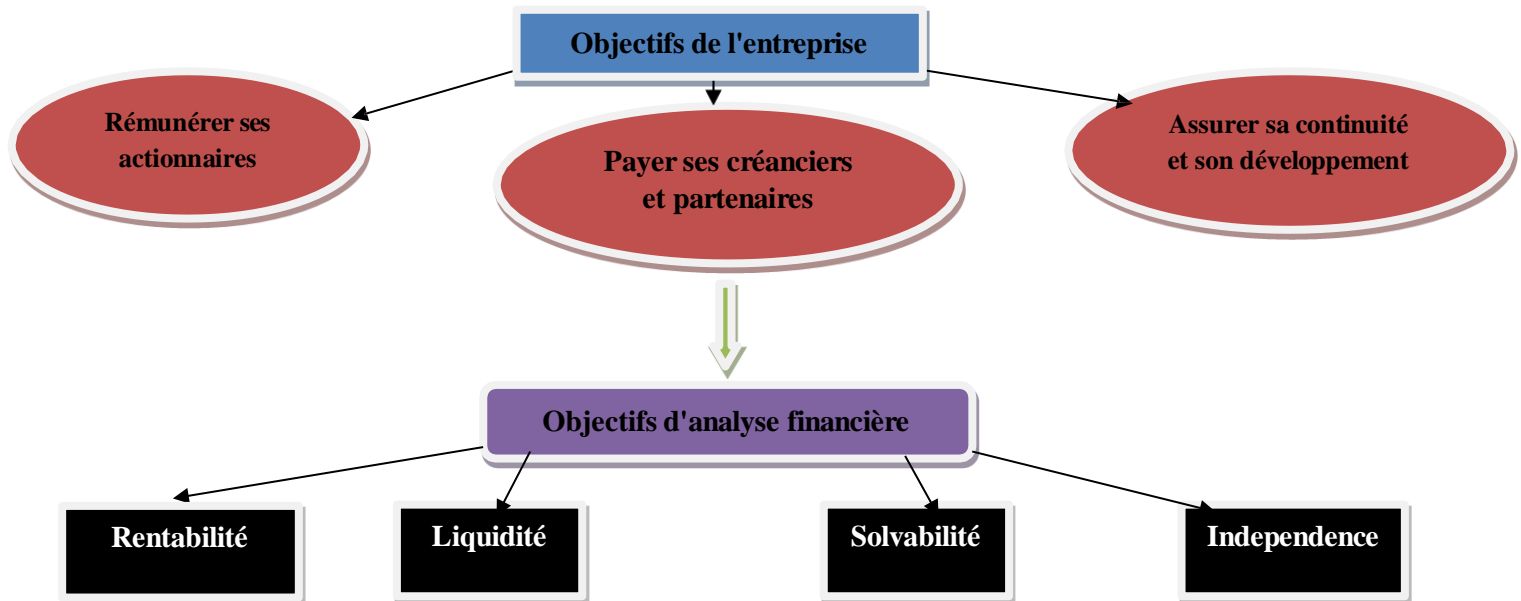 Objectifs de l'entreprise
Rémunérer ses
actionnaires
Payer ses créanciers
et partenaires
Assurer sa continuité
et son développement
Objectifs d'analyse financière
Rentabilité
Liquidité
Solvabilité
Independence